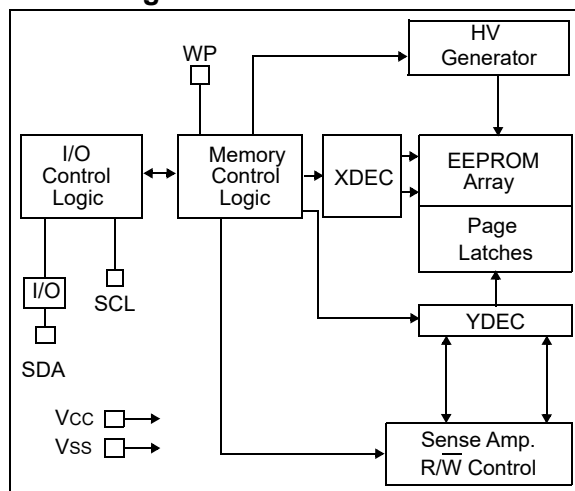 HV
Generator
WP
I/O
Control
Logic
Memory
Control
Logic
XDEC
EEPROM
Array
Page
Latches
I/O
SCL
SDA
YDEC
VCC
VSS
Sense Amp.
R/W̅ Control